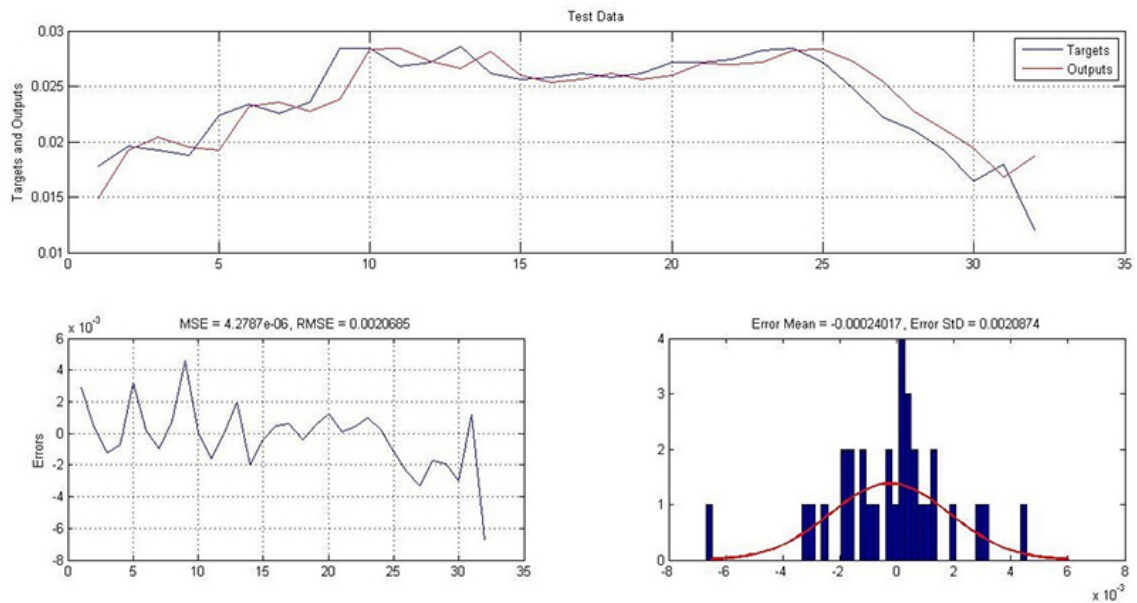 Test Data
Targets and Outputs
0.03
0.025
0.02
0.015
0.01
0 5 10 15 20 25 30 35
Targets
Outputs
MSE = 4.2787e-06, RMSE = 0.0020685
x 10-3
Errors
6
4
2
0
-2
-4
-6
-8
0 5 10 15 20 25 30 35
Error Mean = -0.00024017, Error StD = 0.0020874
4
3
2
1
0
-8 -6 -4 -2 0 2 4 6 8
x 10-3